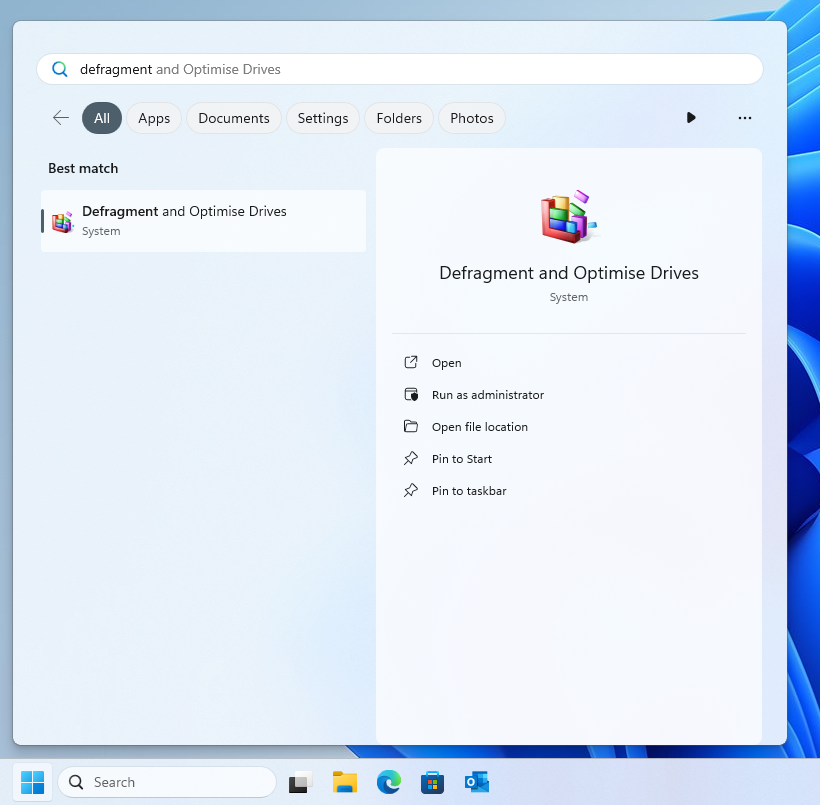 defragment and Optimise Drives
All Apps Documents Settings Folders Photos
Best match
Defragment and Optimise Drives
System
Defragment and Optimise Drives
System
Open
Run as administrator
Open file location
Pin to Start
Pin to taskbar
Search